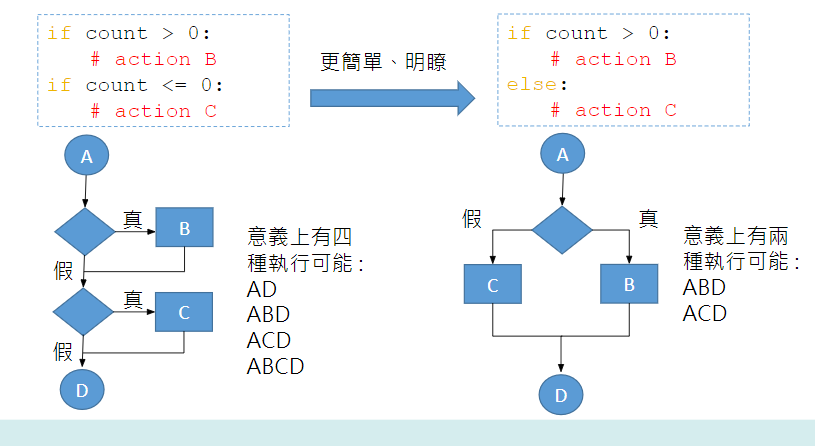 if count > 0:
# action B
if count <= 0:
# action C
更簡單、明瞭
if count > 0:
# action B
else:
# action C
A
真
B
假
真
C
假
D
意義上有四
種執行可能:
AD
ABD
ACD
ABCD
A
假
真
C
B
D
意義上有兩
種執行可能:
ABD
ACD